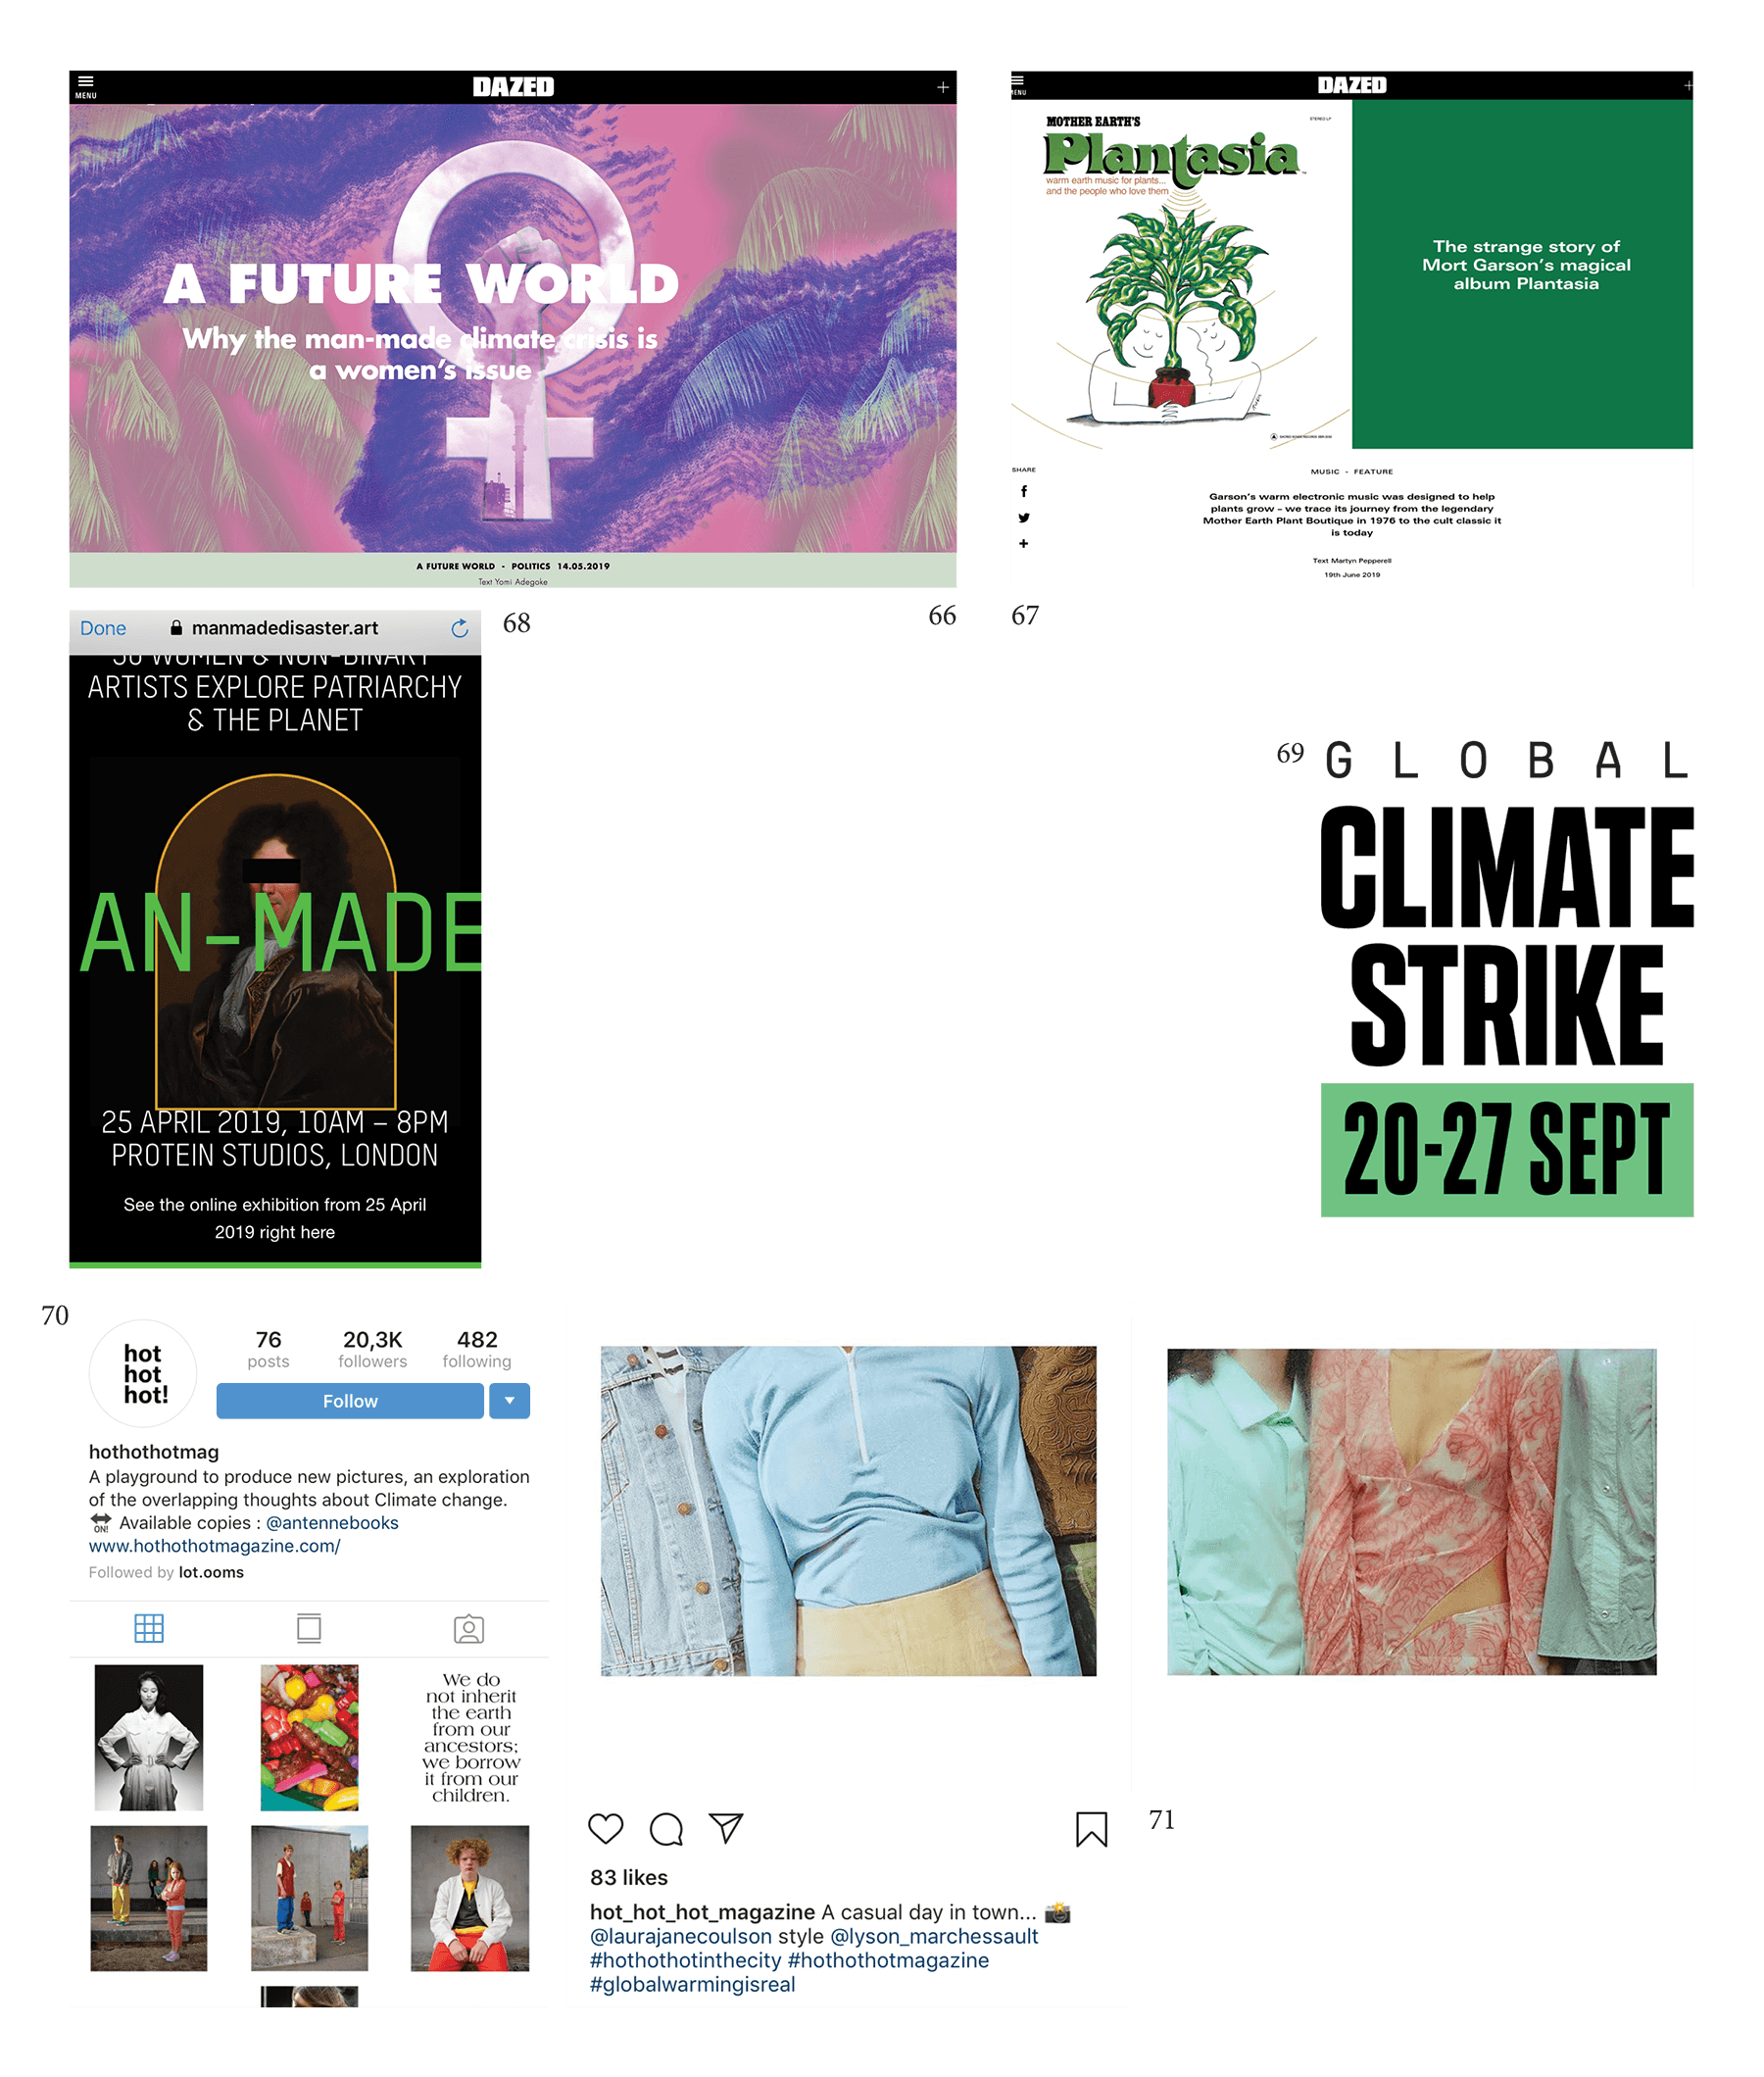 MENU
DAZED
A FUTURE WORLD
Why the man-made climate crisis is
a women's issue
A FUTURE WORLD - POLITICS 14.05.2019
Text Yomi Adegoke
66
ENU
DAZED
MOTHER EARTH'S
STEREO LP
Plantasia
warm earth music for plants...
and the people who love them
The strange story of
Mort Garson's magical
album Plantasia
SHARE
MUSIC - FEATURE
Garson's warm electronic music was designed to help
plants grow – we trace its journey from the legendary
Mother Earth Plant Boutique in 1976 to the cult classic it
is today
Text Martyn Pepperell
19th June 2019
67
68
Done
manmadedisaster.art
30 WOMEN & NON-BINARY
ARTISTS EXPLORE PATRIARCHY
& THE PLANET
AN-MADE
25 APRIL 2019, 10AM – 8PM
PROTEIN STUDIOS, LONDON
See the online exhibition from 25 April
2019 right here
69
GLOBAL
CLIMATE
STRIKE
20-27 SEPT
70
hot
hot
hot!
76 20,3K 482
posts followers following
Follow
hothothotmag
A playground to produce new pictures, an exploration
of the overlapping thoughts about Climate change.
ON! Available copies : @antennebooks
www.hothothotmagazine.com/
Followed by lot.ooms
We do
not inherit
the earth
from our
ancestors;
we borrow
it from our
children.
71
83 likes
hot_hot_hot_magazine A casual day in town... 📸
@laurajanecoulson style @lyson_marchessault
#hothothotinthecity #hothothotmagazine
#globalwarmingisreal